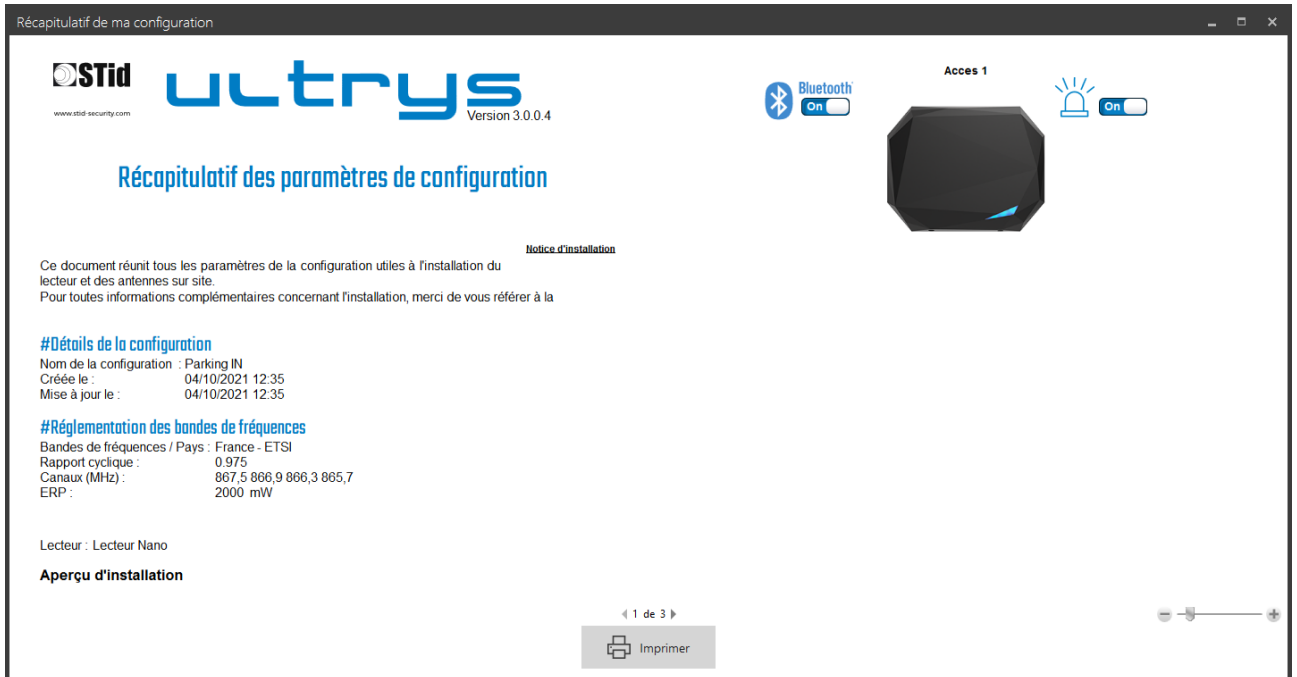 Récapitulatif de ma configuration
STid
www.stid-security.com
ultrys
Version 3.0.0.4
Récapitulatif des paramètres de configuration
Notice d'installation
Ce document réunit tous les paramètres de la configuration utiles à l'installation du
lecteur et des antennes sur site.
Pour toutes informations complémentaires concernant l'installation, merci de vous référer à la
#Détails de la configuration
Nom de la configuration : Parking IN
Créée le : 04/10/2021 12:35
Mise à jour le : 04/10/2021 12:35
#Réglementation des bandes de fréquences
Bandes de fréquences / Pays : France - ETSI
Rapport cyclique : 0.975
Canaux (MHz) : 867,5 866,9 866,3 865,7
ERP : 2000 mW
Lecteur : Lecteur Nano
Aperçu d'installation
Acces 1
Bluetooth
On
On
1 de 3
Imprimer